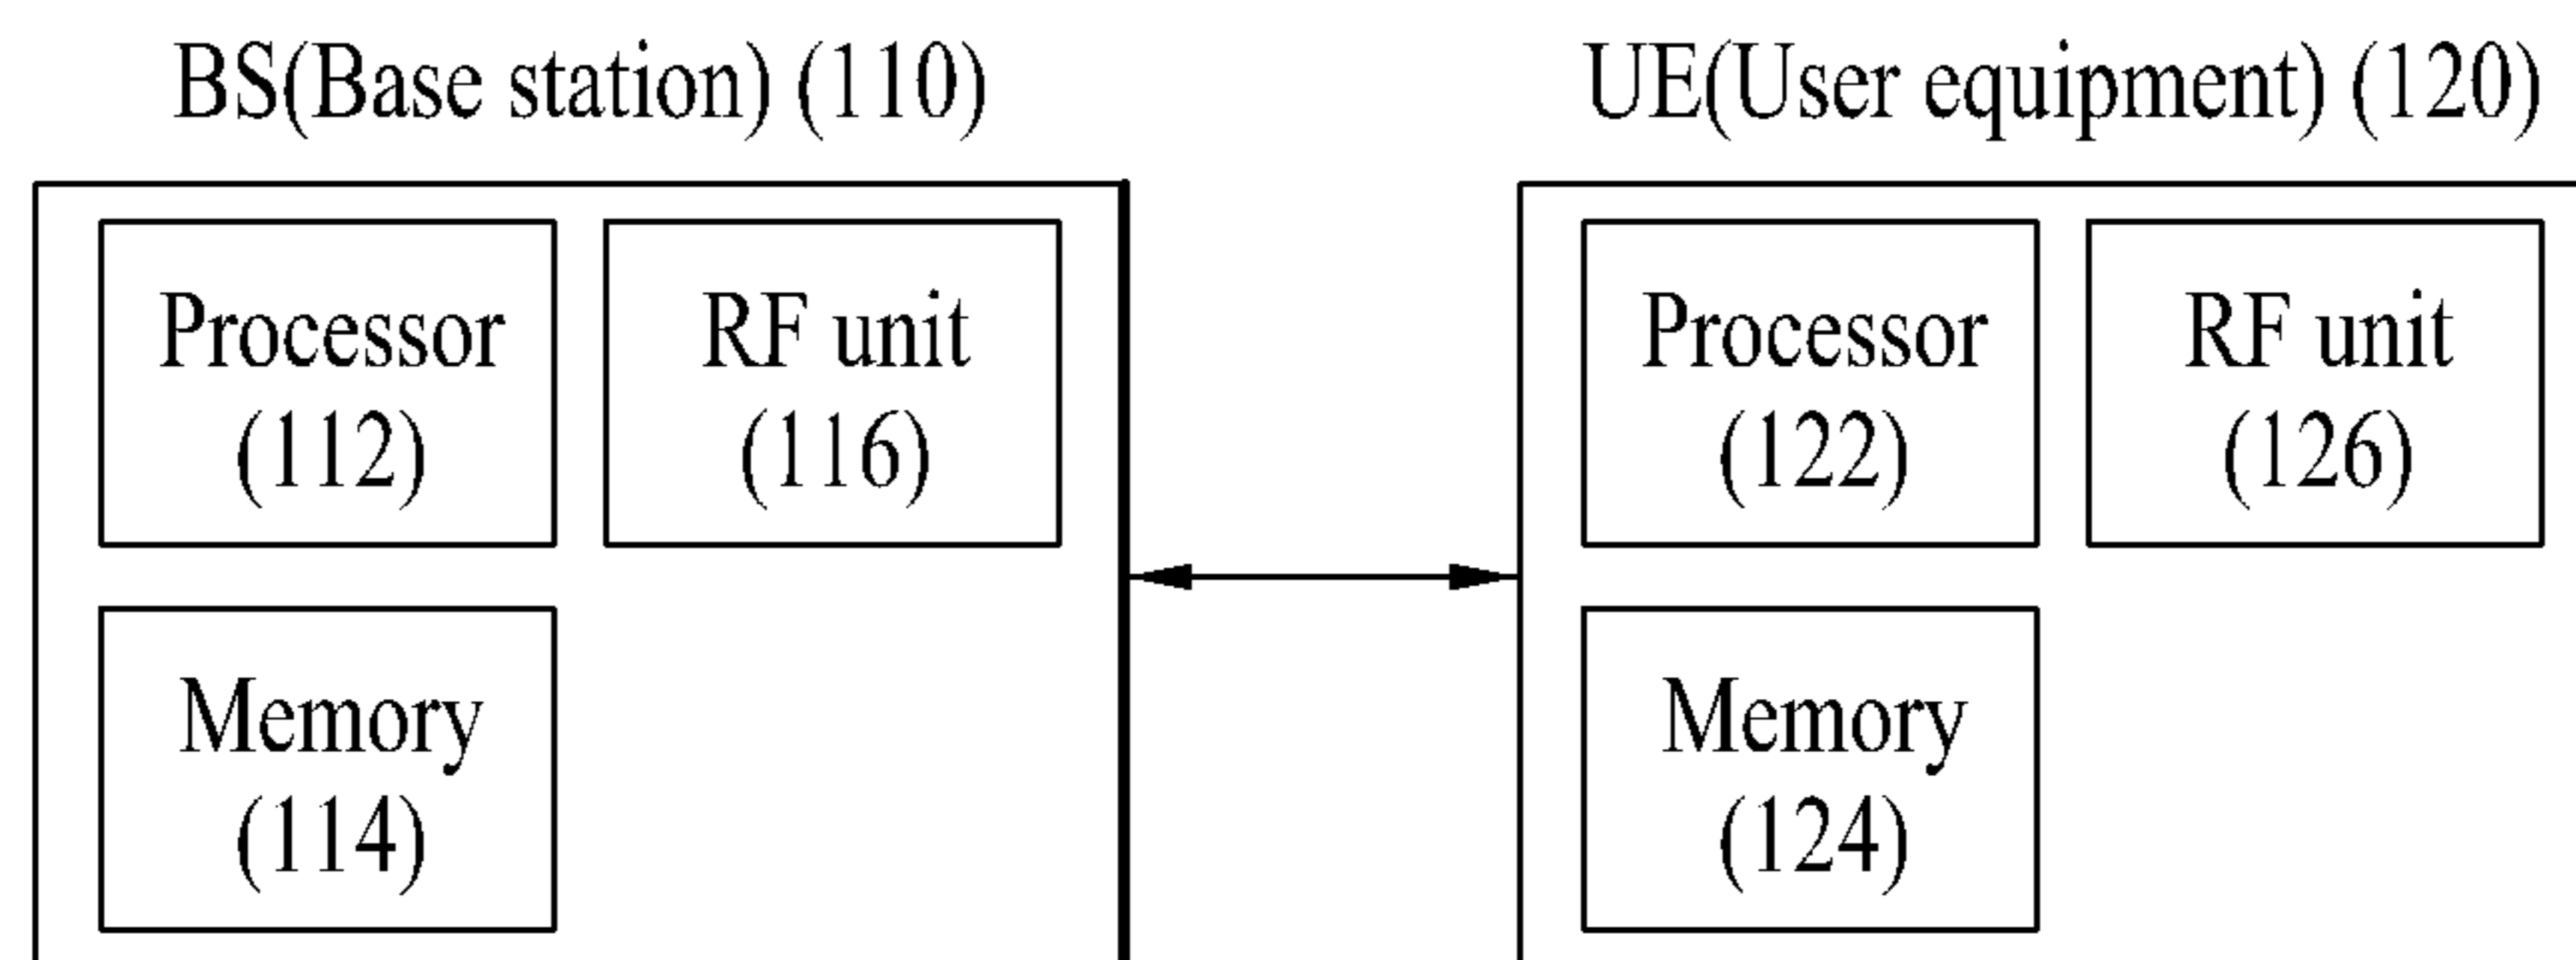 BS(Base station) (110)
Processor
(112)
RF unit
(116)
Memory
(114)
UE(User equipment) (120)
Processor
(122)
RF unit
(126)
Memory
(124)